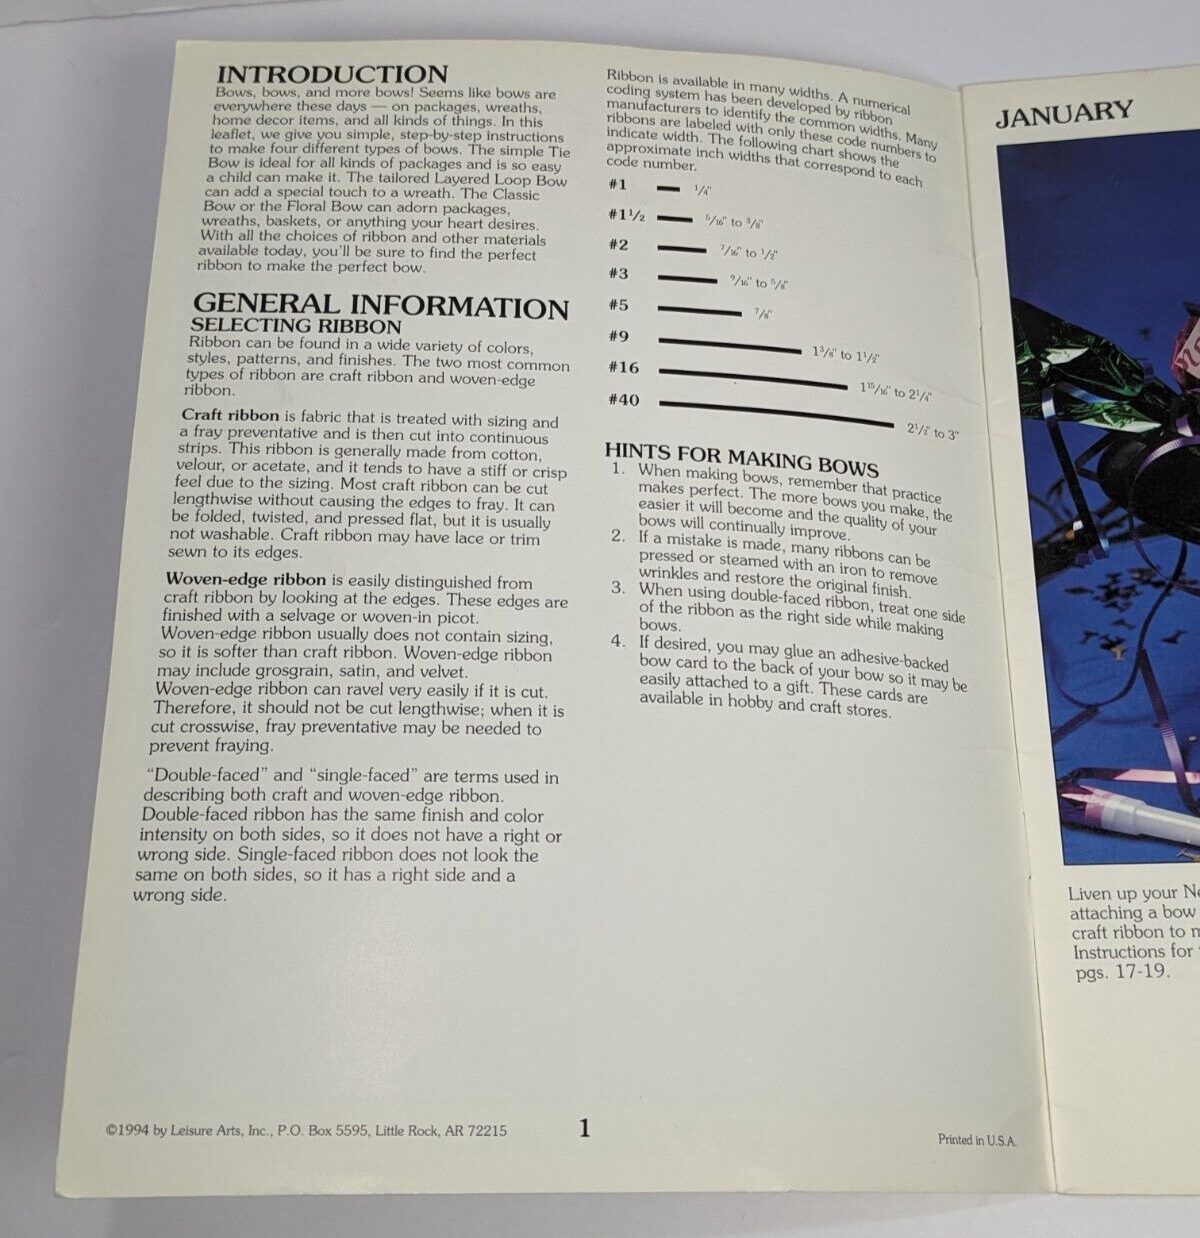 INTRODUCTION
Bows, bows, and more bows! Seems like bows are
everywhere these days — on packages, wreaths,
home decor items, and all kinds of things. In this
leaflet, we give you simple, step-by-step instructions
to make four different types of bows. The simple Tie
Bow is ideal for all kinds of packages and is so easy
a child can make it. The tailored Layered Loop Bow
can add a special touch to a wreath. The Classic
Bow or the Floral Bow can adorn packages,
wreaths, baskets, or anything your heart desires.
With all the choices of ribbon and other materials
available today, you'll be sure to find the perfect
ribbon to make the perfect bow.
GENERAL INFORMATION
SELECTING RIBBON
Ribbon can be found in a wide variety of colors,
styles, patterns, and finishes. The two most common
types of ribbon are craft ribbon and woven-edge
ribbon.
Craft ribbon is fabric that is treated with sizing and
a fray preventative and is then cut into continuous
strips. This ribbon is generally made from cotton,
velour, or acetate, and it tends to have a stiff or crisp
feel due to the sizing. Most craft ribbon can be cut
lengthwise without causing the edges to fray. It can
be folded, twisted, and pressed flat, but it is usually
not washable. Craft ribbon may have lace or trim
sewn to its edges.
Woven-edge ribbon is easily distinguished from
craft ribbon by looking at the edges. These edges are
finished with a selvage or woven-in picot.
Woven-edge ribbon usually does not contain sizing,
so it is softer than craft ribbon. Woven-edge ribbon
may include grosgrain, satin, and velvet.
Woven-edge ribbon can ravel very easily if it is cut.
Therefore, it should not be cut lengthwise; when it is
cut crosswise, fray preventative may be needed to
prevent fraying.
“Double-faced” and “single-faced” are terms used in
describing both craft and woven-edge ribbon.
Double-faced ribbon has the same finish and color
intensity on both sides, so it does not have a right or
wrong side. Single-faced ribbon does not look the
same on both sides, so it has a right side and a
wrong side.
Ribbon is available in many widths. A numerical
coding system has been developed by ribbon
manufacturers to identify the common widths. Many
ribbons are labeled with only these code numbers to
indicate width. The following chart shows the
approximate inch widths that correspond to each
code number.
#1 1/4"
#1 1/2 5/16" to 3/8"
#2 7/16" to 1/2"
#3 9/16" to 5/8"
#5 7/8"
#9 1 3/8" to 1 1/2"
#16 1 15/16" to 2 1/4"
#40 2 1/2" to 3"
HINTS FOR MAKING BOWS
1. When making bows, remember that practice
makes perfect. The more bows you make, the
easier it will become and the quality of your
bows will continually improve.
2. If a mistake is made, many ribbons can be
pressed or steamed with an iron to remove
wrinkles and restore the original finish.
3. When using double-faced ribbon, treat one side
of the ribbon as the right side while making
bows.
4. If desired, you may glue an adhesive-backed
bow card to the back of your bow so it may be
easily attached to a gift. These cards are
available in hobby and craft stores.
©1994 by Leisure Arts, Inc., P.O. Box 5595, Little Rock, AR 72215
1
Printed in U.S.A.
JANUARY
Liven up your
attaching a bow
craft ribbon to
Instructions for
pgs. 17-19.